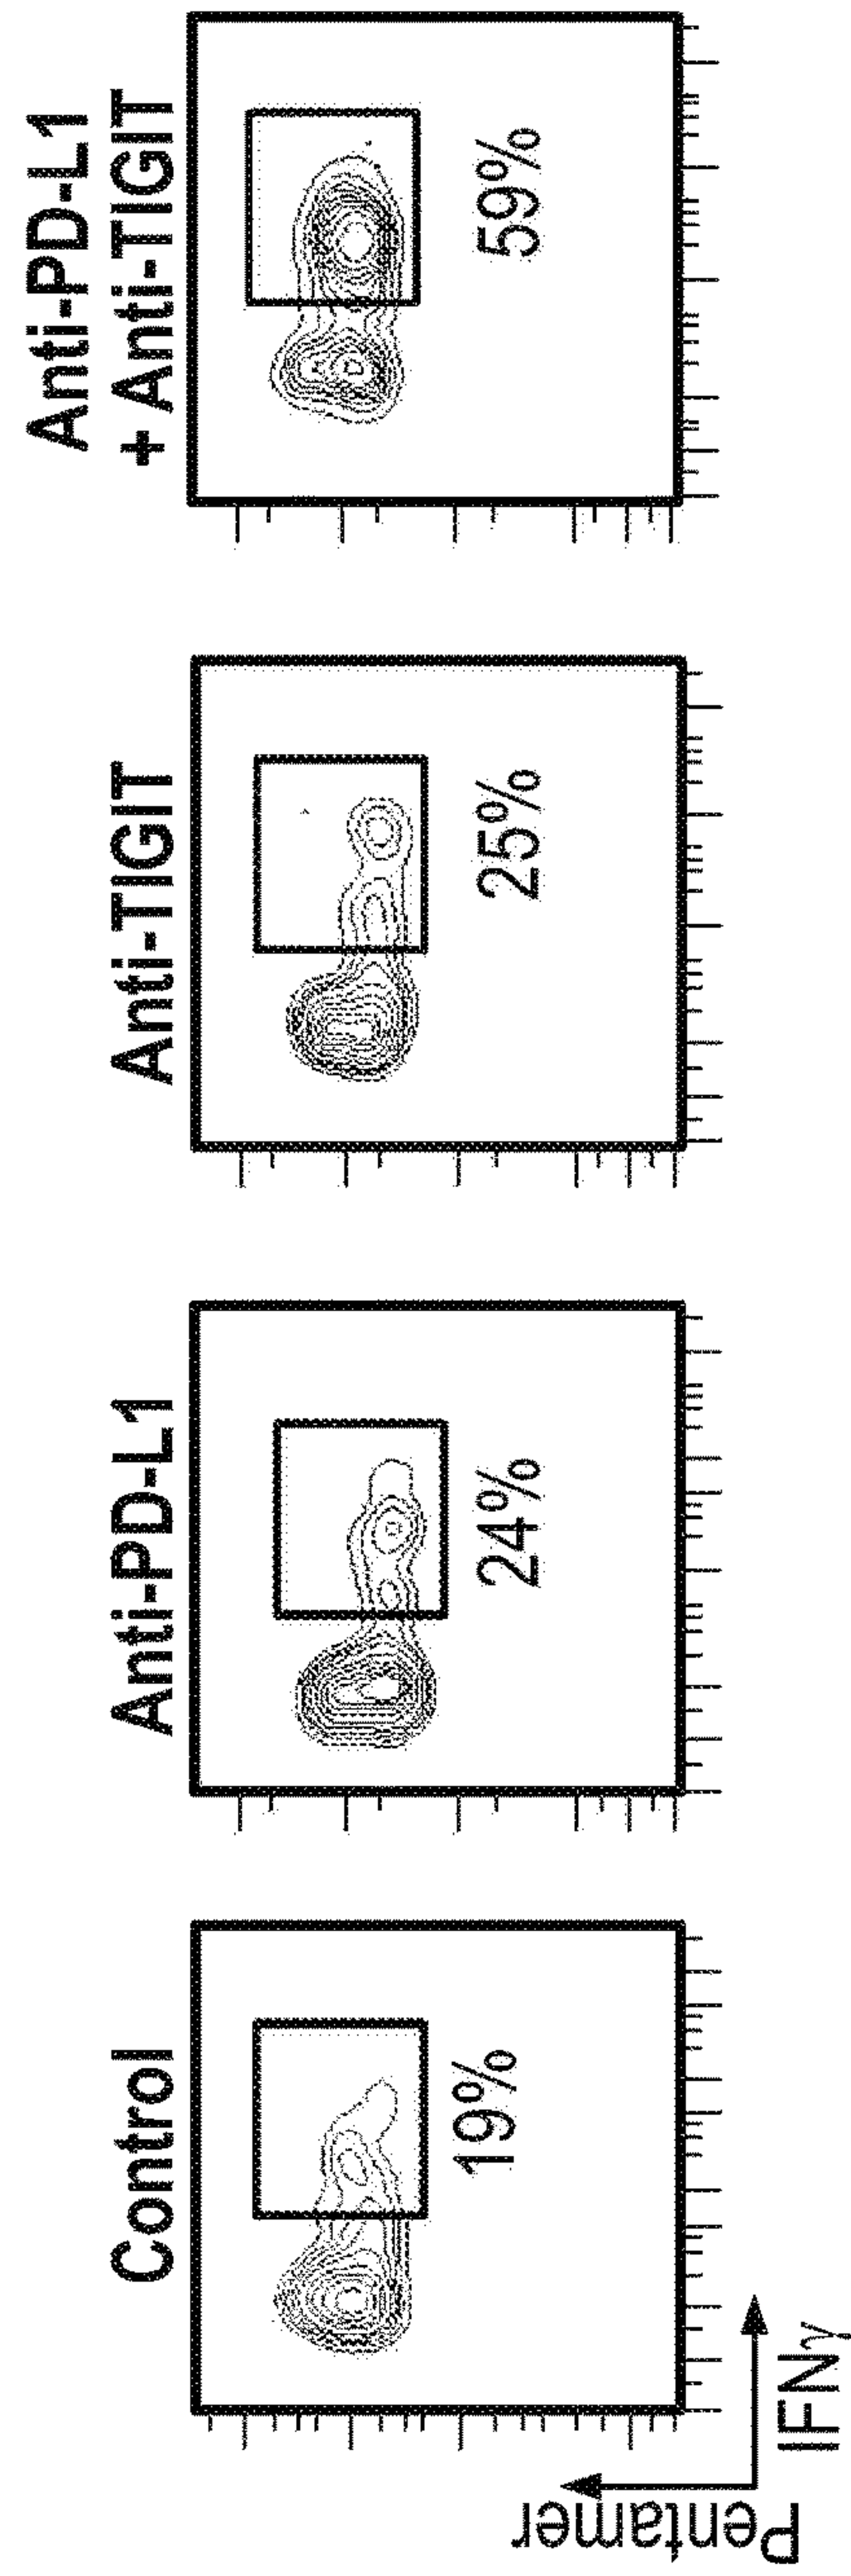 Control
Anti-PD-L1
Anti-TIGIT
Anti-PD-L1
+ Anti-TIGIT
19%
24%
25%
59%
Pentamer
IFNγ